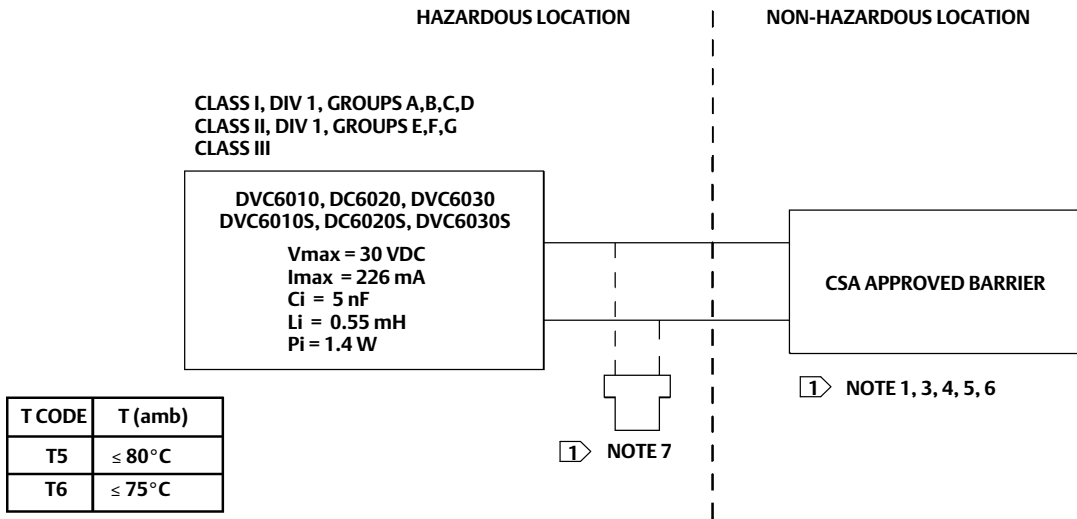 HAZARDOUS LOCATION
NON-HAZARDOUS LOCATION
CLASS I, DIV 1, GROUPS A,B,C,D
CLASS II, DIV 1, GROUPS E,F,G
CLASS III
DVC6010, DC6020, DVC6030
DVC6010S, DC6020S, DVC6030S
Vmax = 30 VDC
Imax = 226 mA
Ci = 5 nF
Li = 0.55 mH
Pi = 1.4 W
CSA APPROVED BARRIER
1 NOTE 1, 3, 4, 5, 6
1 NOTE 7
T CODE T (amb)
T5 ≤ 80°C
T6 ≤ 75°C